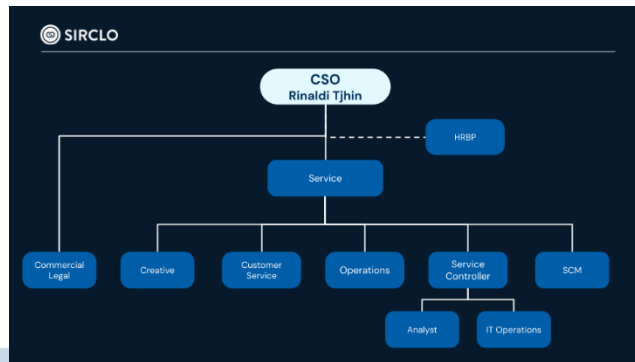 SIRCLO
CSO
Rinaldi Tjhin
HRBP
Service
Commercial
Legal
Creative
Customer
Service
Operations
Service
Controller
SCM
Analyst
IT Operations